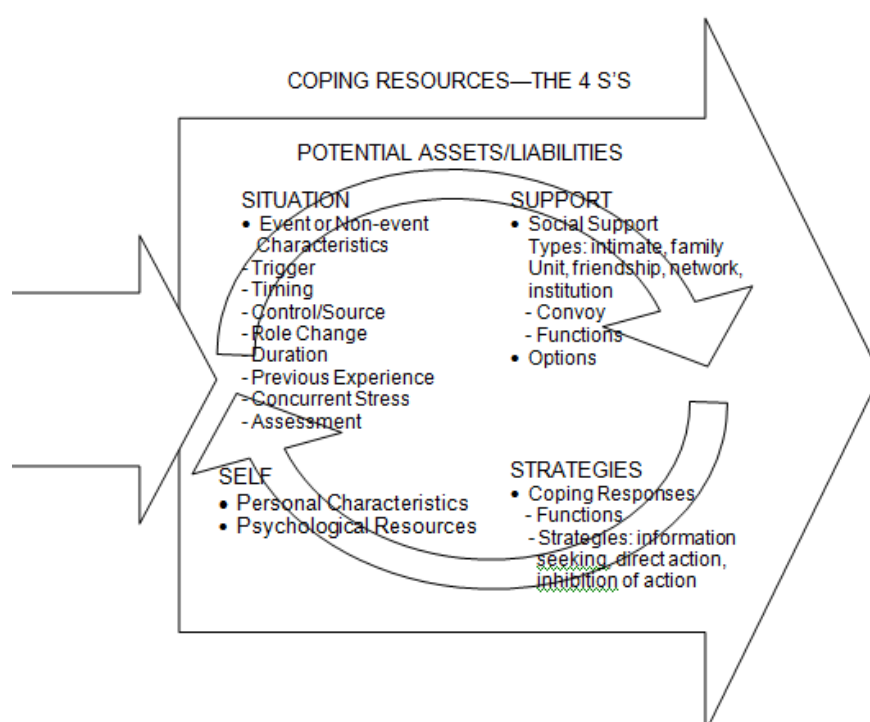 COPING RESOURCES—THE 4 S'S
POTENTIAL ASSETS/LIABILITIES
SITUATION
• Event or Non-event
Characteristics
- Trigger
- Timing
- Control/Source
- Role Change
- Duration
- Previous Experience
- Concurrent Stress
- Assessment
SUPPORT
• Social Support
Types: intimate, family
Unit, friendship, network,
institution
- Convoy
- Functions
• Options
SELF
• Personal Characteristics
• Psychological Resources
STRATEGIES
• Coping Responses
- Functions
- Strategies: information
seeking, direct action,
inhibition of action